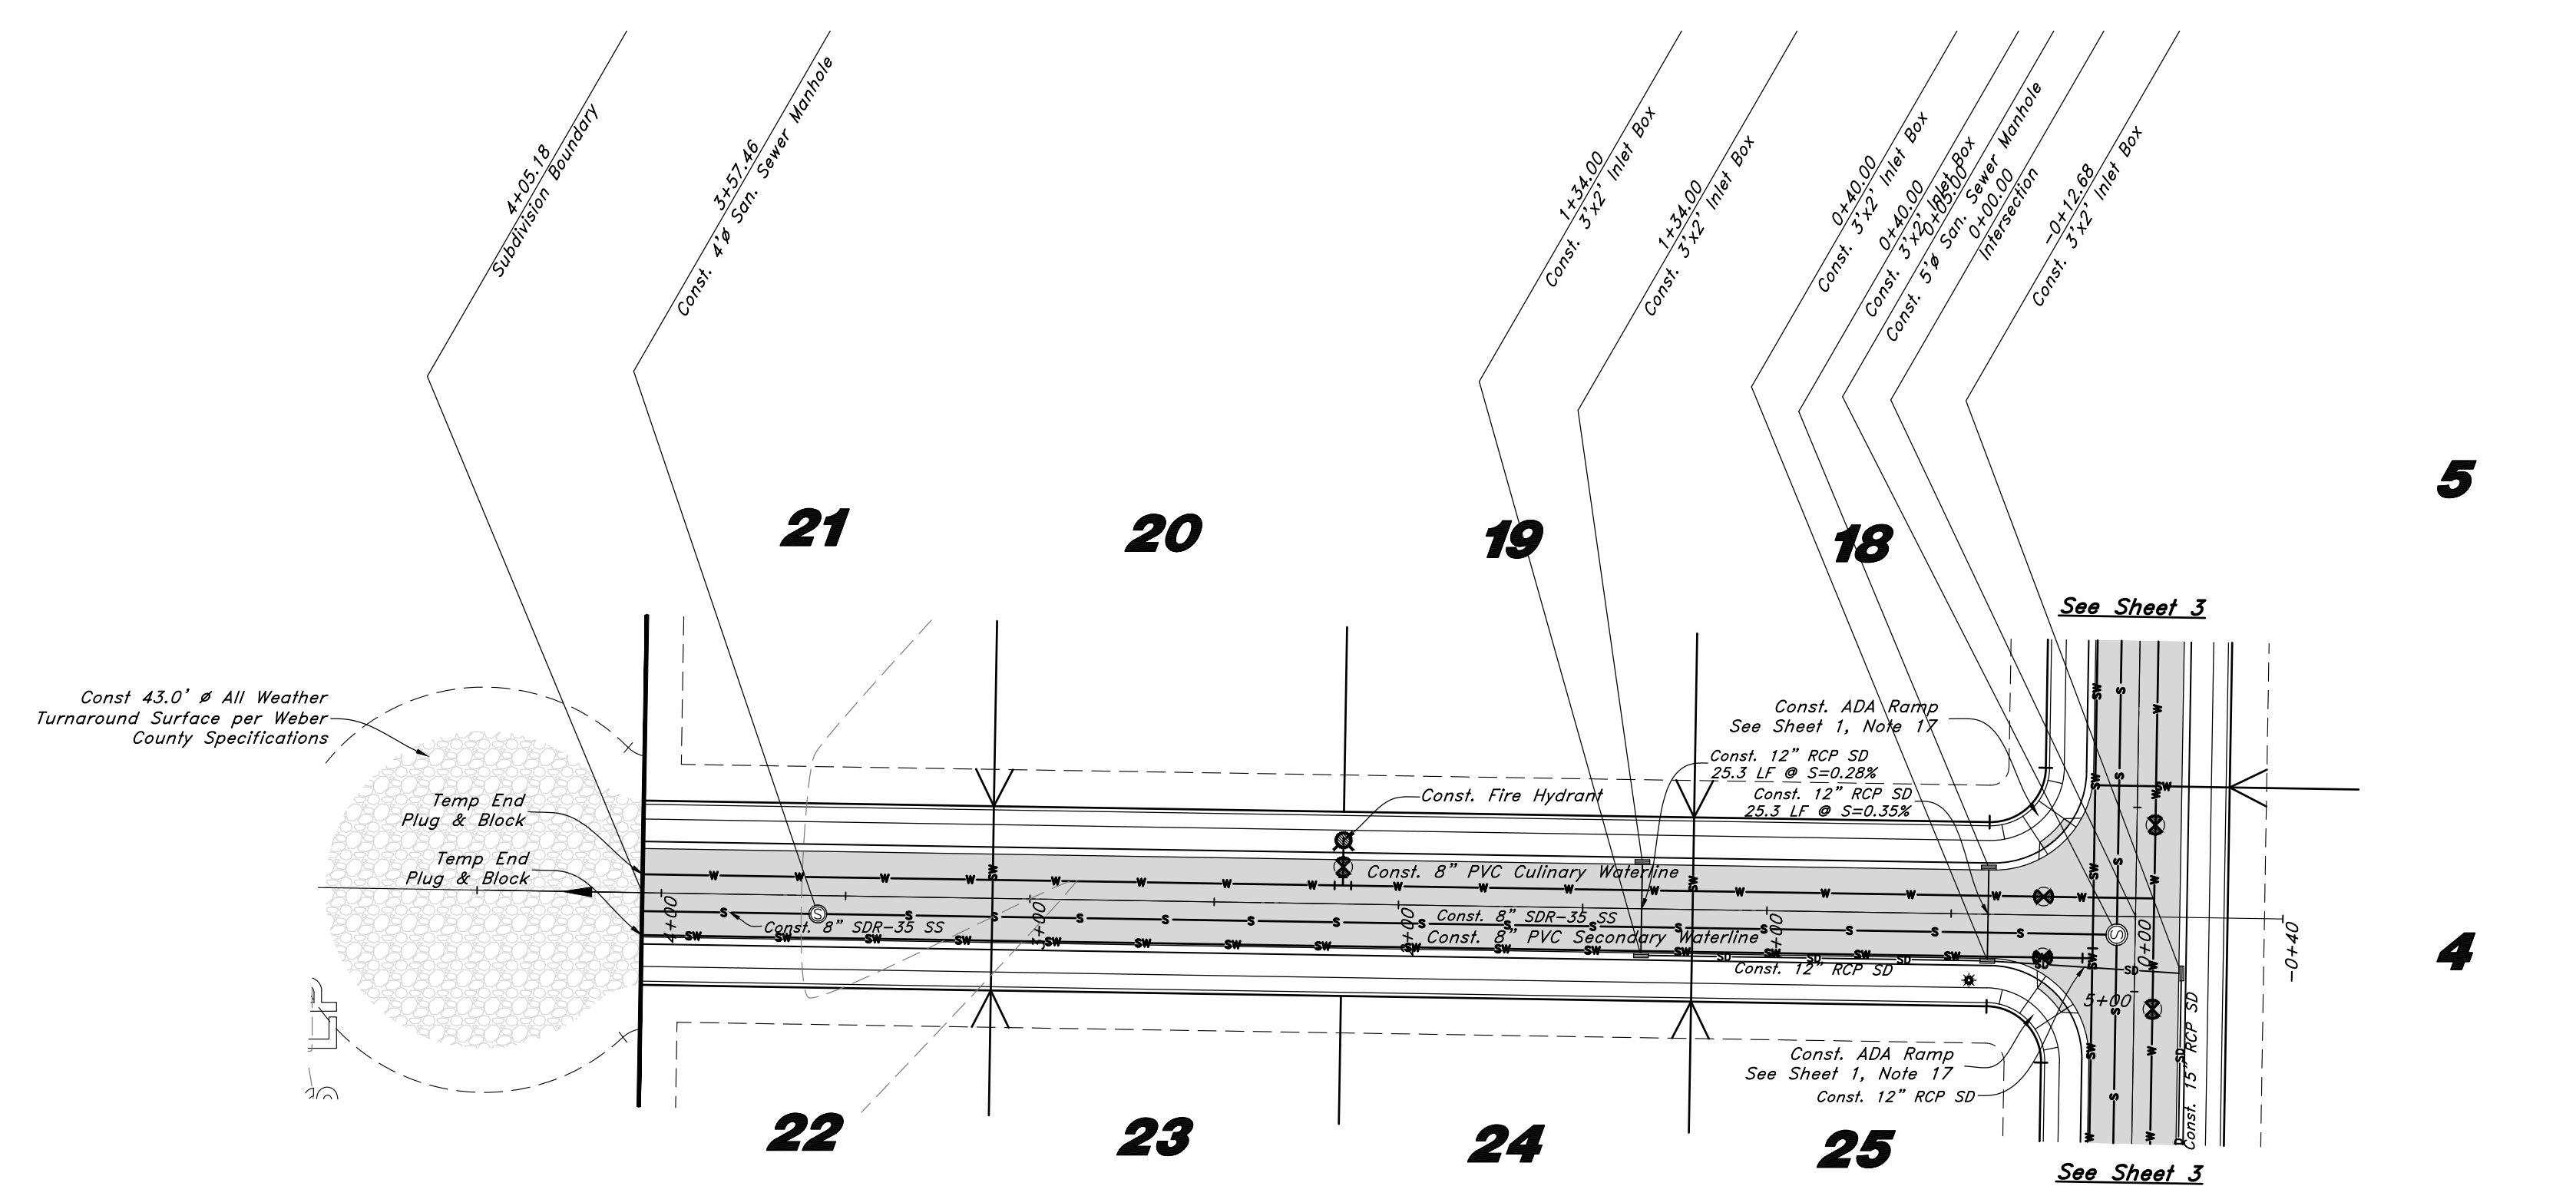 4+05.18
Subdivision Boundary
3+57.46
Const. 4'ø San. Sewer Manhole
1+34.00
Const. 3'x2' Inlet Box
1+34.00
Const. 3'x2' Inlet Box
0+40.00
Const. 3'x2' Inlet Box
0+40.00
Const. 3'x2' Inlet Box
0+05.00
Const. 5'ø San. Sewer Manhole
0+00.00
Intersection
-0+12.68
Const. 3'x2' Inlet Box
21
20
19
18
5
See Sheet 3
Const 43.0' ø All Weather
Turnaround Surface per Weber
County Specifications
Const. ADA Ramp
See Sheet 1, Note 17
Const. 12" RCP SD
25.3 LF @ S=0.28%
Const. 12" RCP SD
25.3 LF @ S=0.35%
Const. Fire Hydrant
Temp End
Plug & Block
Temp End
Plug & Block
Const. 8" PVC Culinary Waterline
Const. 8" SDR-35 SS
Const. 8" SDR-35 SS
Const. 8" PVC Secondary Waterline
Const. 12" RCP SD
4+00
3+00
2+00
1+00
0+00
-0+40
5+00
4
Const. 15" RCP SD
Const. ADA Ramp
See Sheet 1, Note 17
Const. 12" RCP SD
22
23
24
25
See Sheet 3